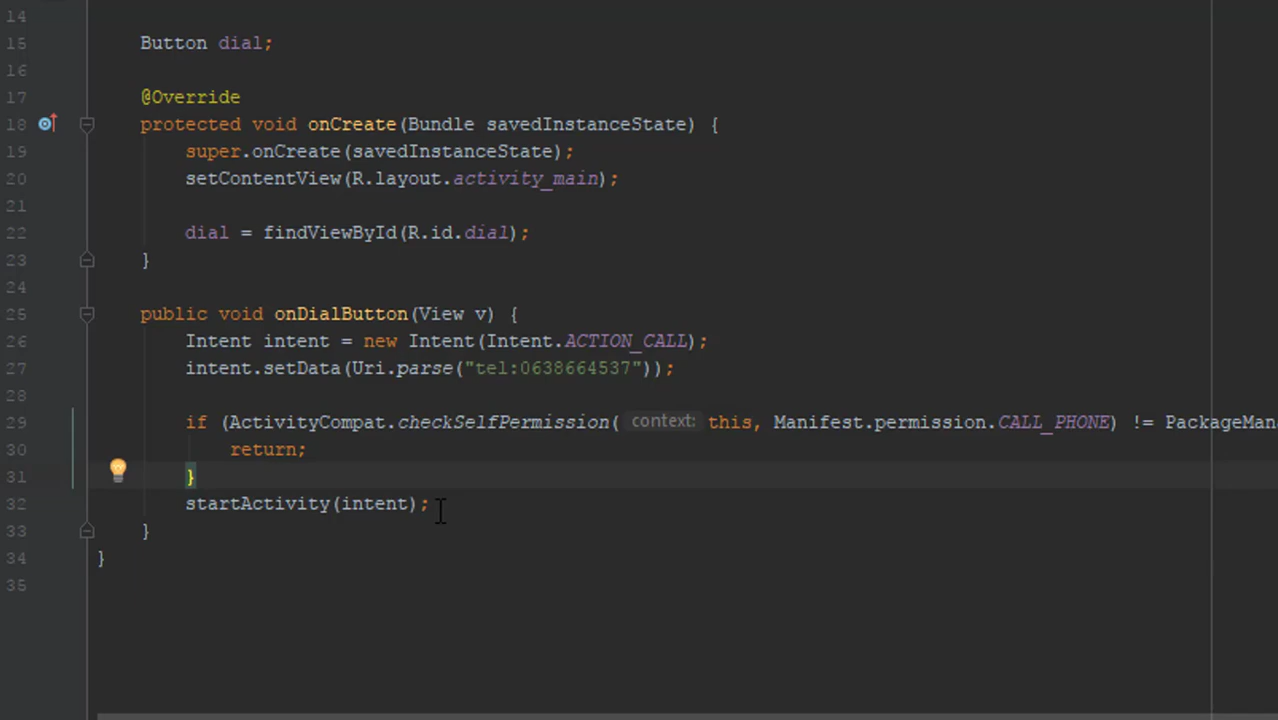 14
15 Button dial;
16
17 @Override
18 protected void onCreate(Bundle savedInstanceState) {
19 super.onCreate(savedInstanceState);
20 setContentView(R.layout.activity_main);
21
22 dial = findViewById(R.id.dial);
23 }
24
25 public void onDialButton(View v) {
26 Intent intent = new Intent(Intent.ACTION_CALL);
27 intent.setData(Uri.parse("tel:0638664537"));
28
29 if (ActivityCompat.checkSelfPermission( context: this, Manifest.permission.CALL_PHONE) != PackageMan
30 return;
31 }
32 startActivity(intent);
33 }
34 }
35